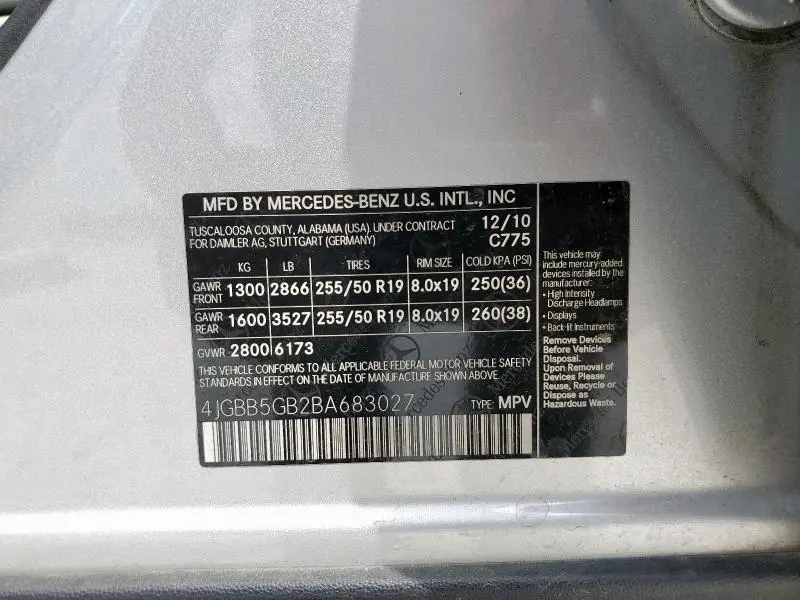 MFD BY MERCEDES-BENZ U.S. INTL., INC
TUSCALOOSA COUNTY, ALABAMA (USA). UNDER CONTRACT 12/10
FOR DAIMLER AG, STUTTGART (GERMANY) C775
KG LB TIRES RIM SIZE COLD KPA (PSI)
GAWR FRONT 1300 2866 255/50 R19 8.0x19 250(36)
GAWR REAR 1600 3527 255/50 R19 8.0x19 260(38)
GVWR 2800 6173
THIS VEHICLE CONFORMS TO ALL APPLICABLE FEDERAL MOTOR VEHICLE SAFETY
STANDARDS IN EFFECT ON THE DATE OF MANUFACTURE SHOWN ABOVE.
4JGBB5GB2BA683027 TYPE: MPV
This vehicle may
include mercury-added
devices installed by the
manufacturer:
• High Intensity
Discharge Headlamps
• Displays
• Back-lit Instruments
Remove Devices
Before Vehicle
Disposal.
Upon Removal of
Devices Please
Reuse, Recycle or
Dispose as
Hazardous Waste.